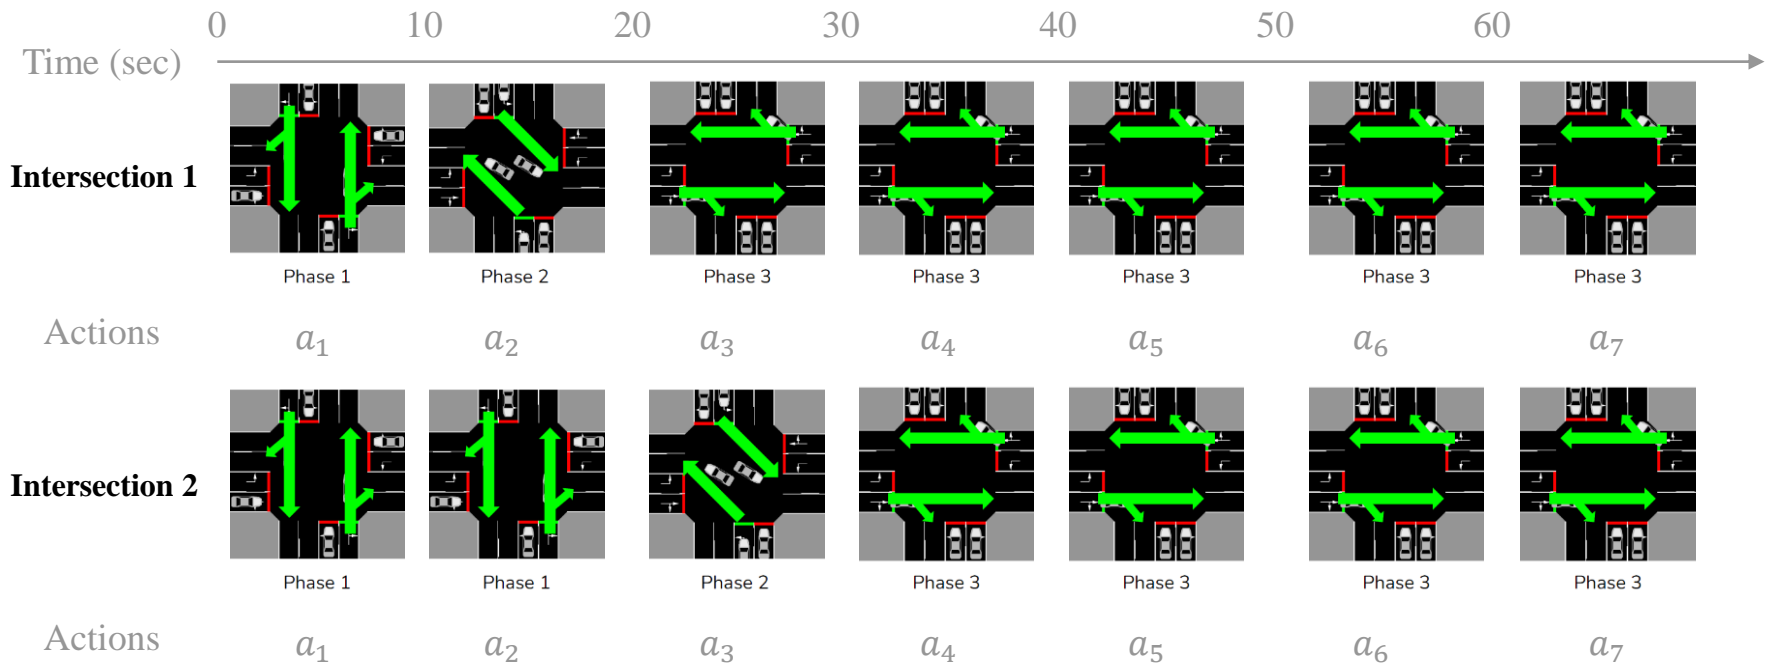 0 10 20 30 40 50 60
Time (sec)
Intersection 1
Phase 1 Phase 2 Phase 3 Phase 3 Phase 3 Phase 3 Phase 3
Actions a₁ a₂ a₃ a₄ a₅ a₆ a₇
Intersection 2
Phase 1 Phase 1 Phase 2 Phase 3 Phase 3 Phase 3 Phase 3
Actions a₁ a₂ a₃ a₄ a₅ a₆ a₇